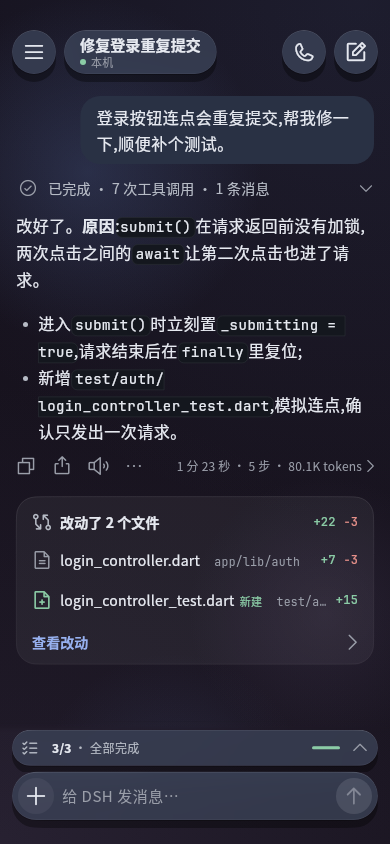 修复登录重复提交
本机
登录按钮连点会重复提交,帮我修一
下,顺便补个测试。
已完成 · 7 次工具调用 · 1 条消息
改好了。原因:submit() 在请求返回前没有加锁,
两次点击之间的 await 让第二次点击也进了请
求。
• 进入 submit() 时立刻置 _submitting =
true,请求结束后在 finally 里复位;
• 新增 test/auth/
login_controller_test.dart,模拟连点,确
认只发出一次请求。
1 分 23 秒 · 5 步 · 80.1K tokens
改动了 2 个文件 +22 -3
login_controller.dart app/lib/auth +7 -3
login_controller_test.dart 新建 test/a… +15
查看改动
3/3 · 全部完成
给 DSH 发消息…